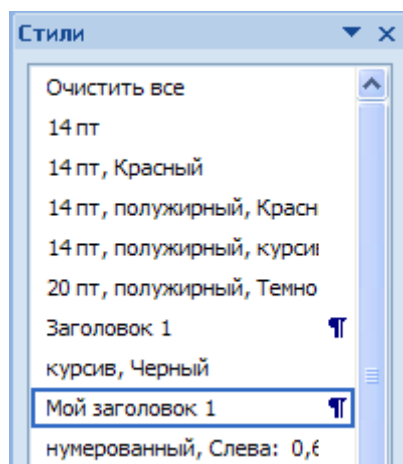 Стили
Очистить все
14 пт
14 пт, Красный
14 пт, полужирный, Красн
14 пт, полужирный, курсив
20 пт, полужирный, Темно
Заголовок 1 ¶
курсив, Черный
Мой заголовок 1 ¶
нумерованный, Слева: 0,6